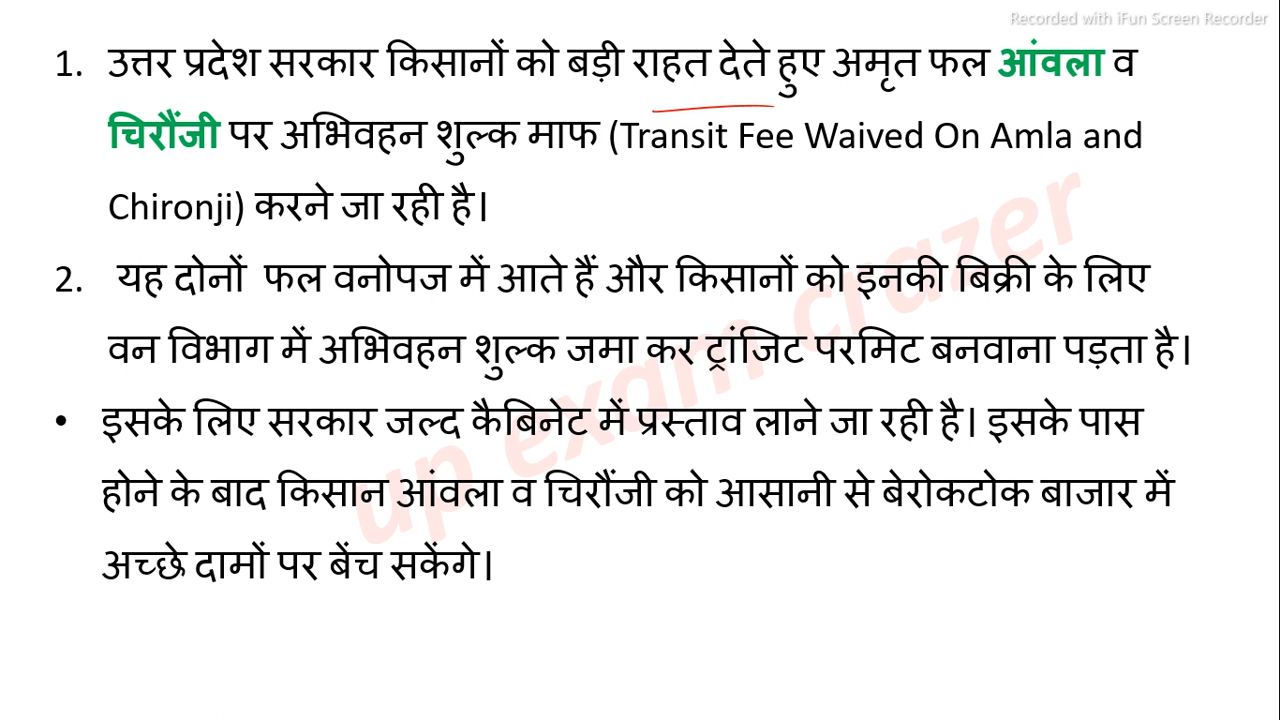 Recorded with iFun Screen Recorder
1. उत्तर प्रदेश सरकार किसानों को बड़ी राहत देते हुए अमृत फल आंवला व
चिरौंजी पर अभिवहन शुल्क माफ (Transit Fee Waived On Amla and
Chironji) करने जा रही है।
2. यह दोनों फल वनोपज में आते हैं और किसानों को इनकी बिक्री के लिए
वन विभाग में अभिवहन शुल्क जमा कर ट्रांजिट परमिट बनवाना पड़ता है।
• इसके लिए सरकार जल्द कैबिनेट में प्रस्ताव लाने जा रही है। इसके पास
होने के बाद किसान आंवला व चिरौंजी को आसानी से बेरोकटोक बाजार में
अच्छे दामों पर बेंच सकेंगे।
up exam crazer